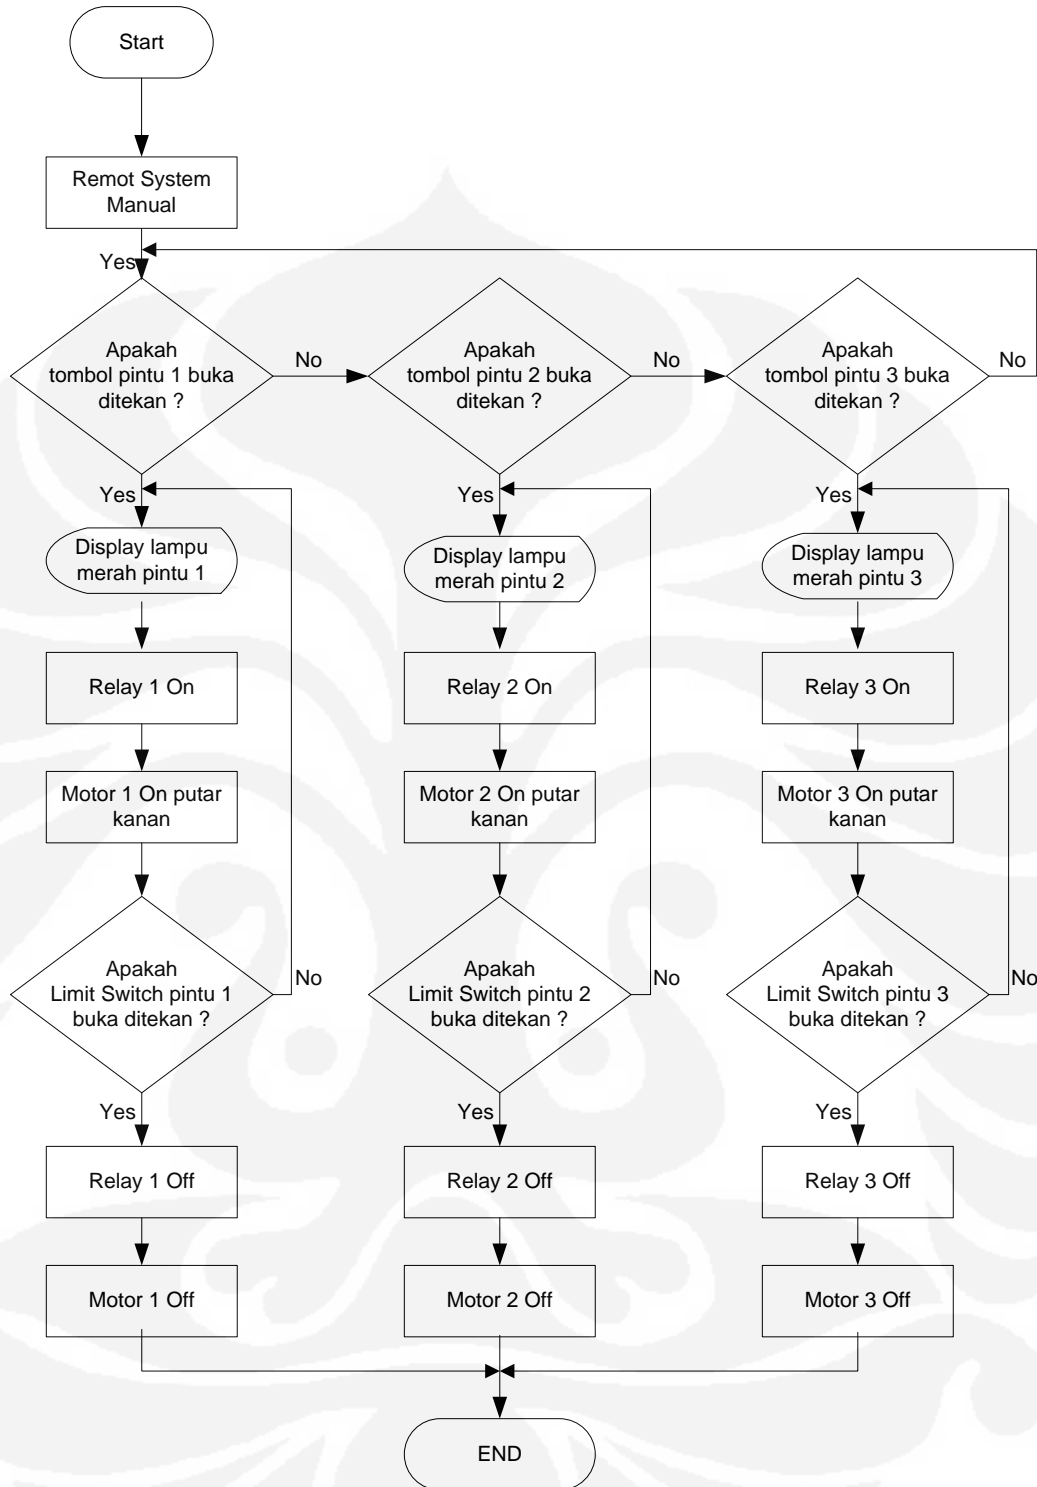 Start
Remot System
Manual
Yes
Apakah
tombol pintu 1 buka
ditekan ?
No
Apakah
tombol pintu 2 buka
ditekan ?
No
Apakah
tombol pintu 3 buka
ditekan ?
No
Yes
Yes
Yes
Display lampu
merah pintu 1
Display lampu
merah pintu 2
Display lampu
merah pintu 3
Relay 1 On
Relay 2 On
Relay 3 On
Motor 1 On putar
kanan
Motor 2 On putar
kanan
Motor 3 On putar
kanan
Apakah
Limit Switch pintu 1
buka ditekan ?
No
Apakah
Limit Switch pintu 2
buka ditekan ?
No
Apakah
Limit Switch pintu 3
buka ditekan ?
No
Yes
Yes
Yes
Relay 1 Off
Relay 2 Off
Relay 3 Off
Motor 1 Off
Motor 2 Off
Motor 3 Off
END